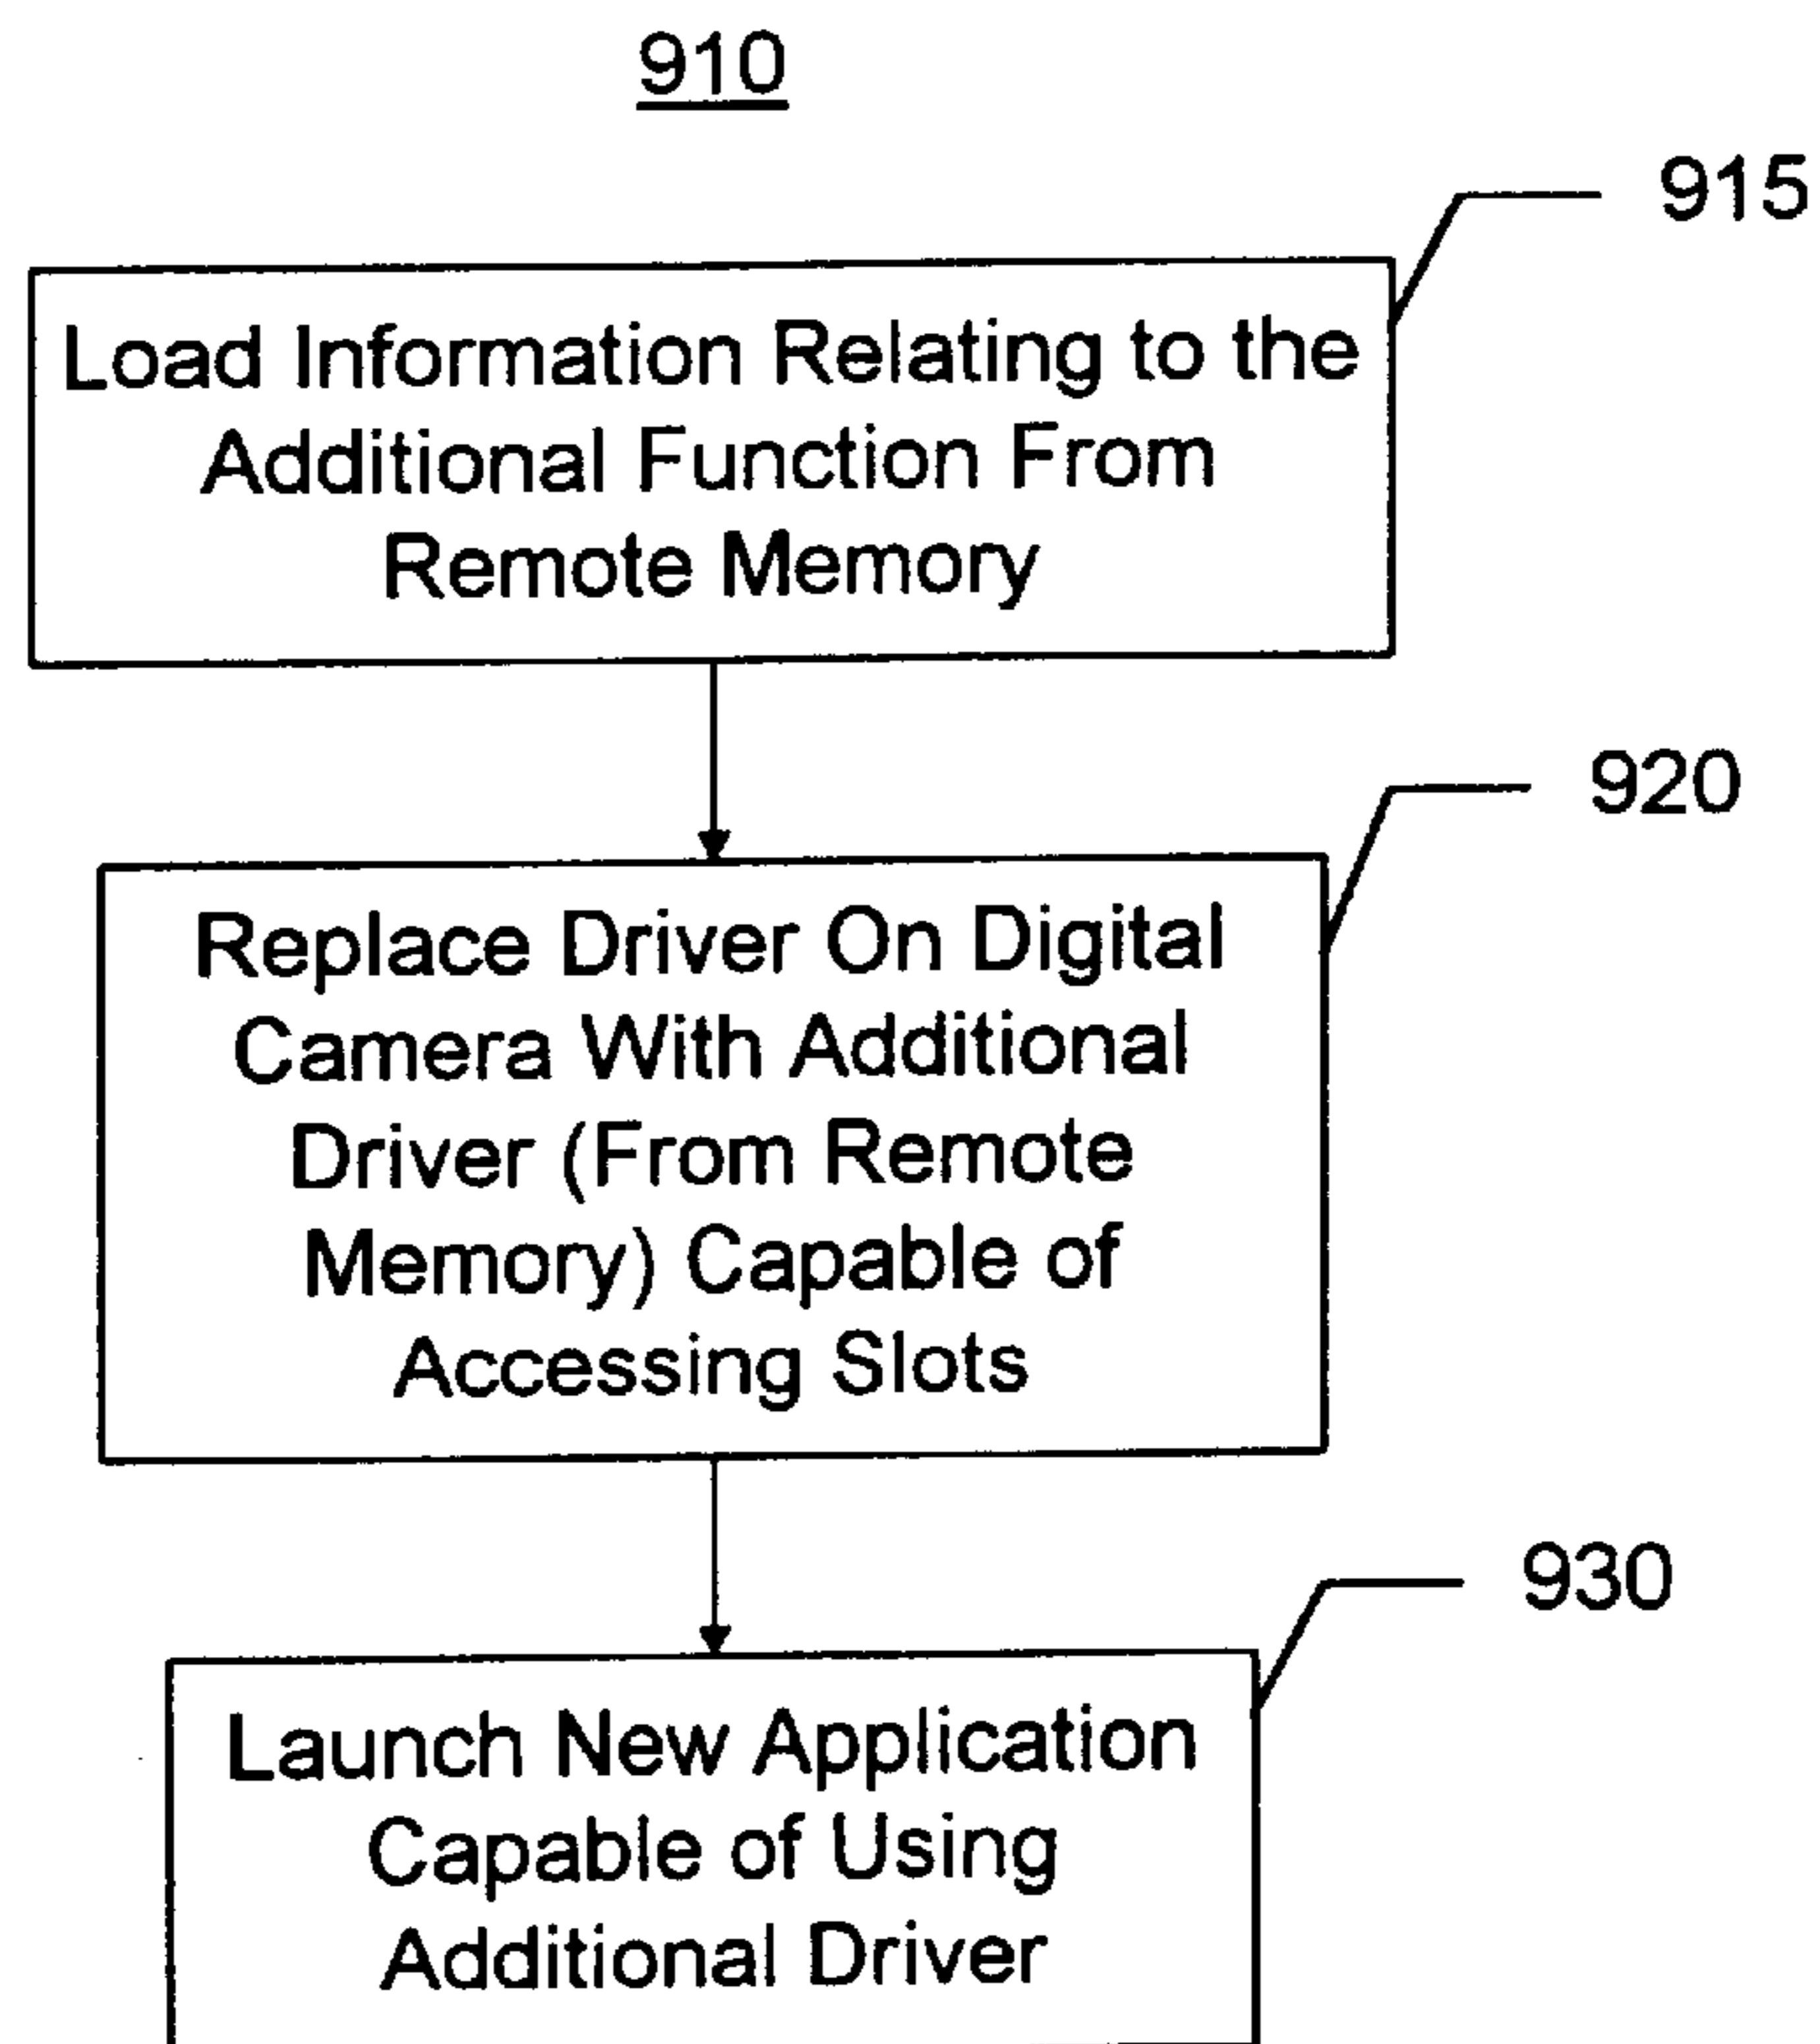 910
915
Load Information Relating to the
Additional Function From
Remote Memory
920
Replace Driver On Digital
Camera With Additional
Driver (From Remote
Memory) Capable of
Accessing Slots
930
Launch New Application
Capable of Using
Additional Driver